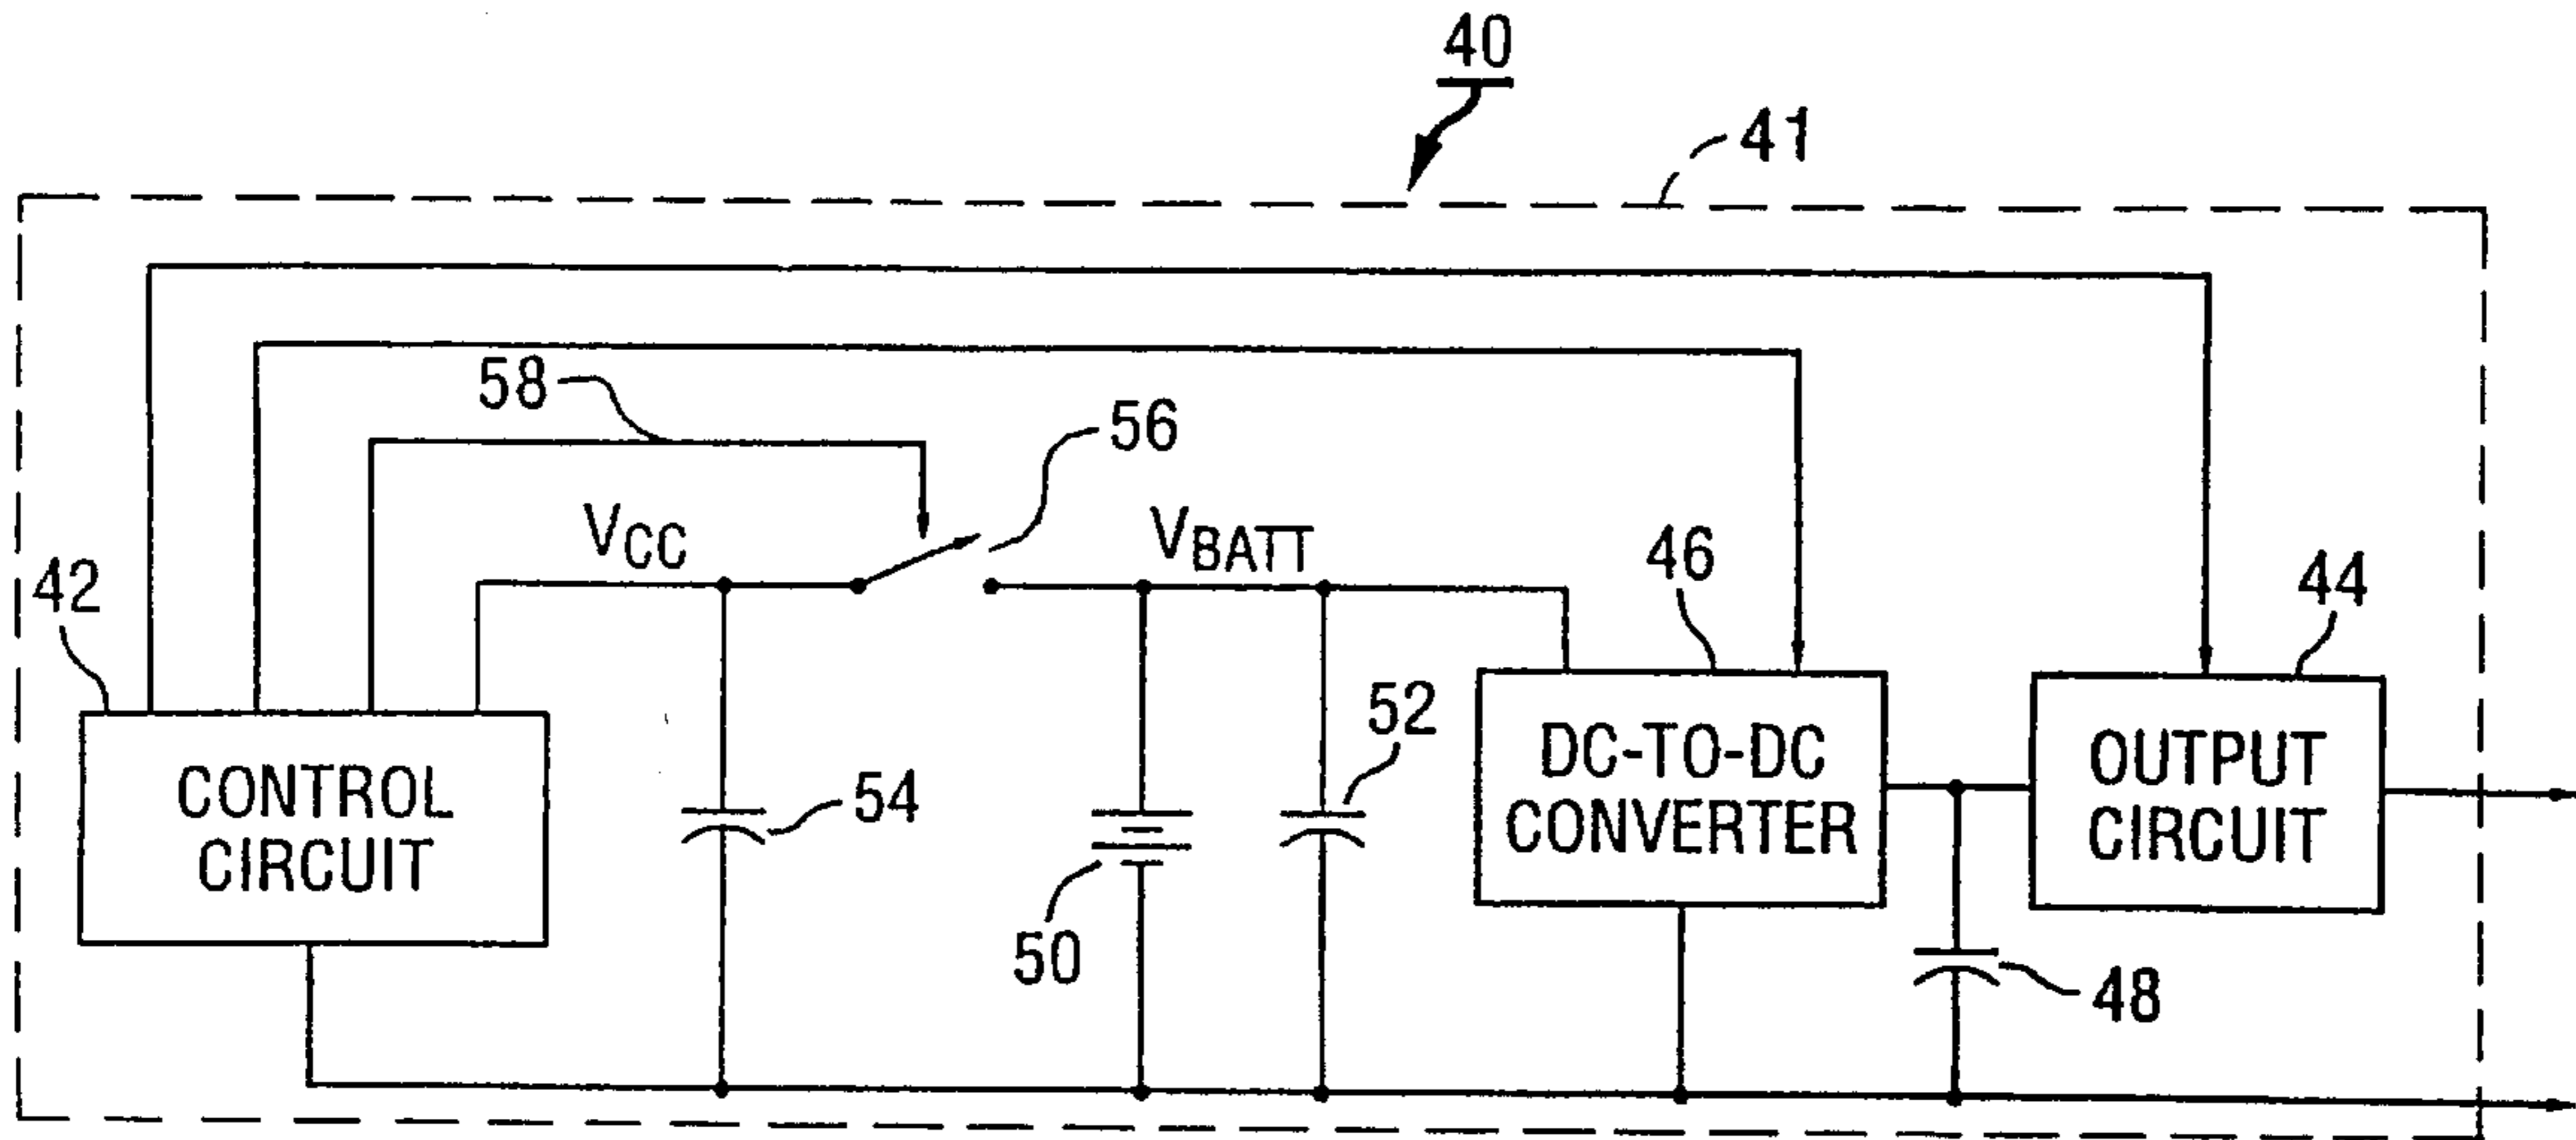 40
41
58
56
VCC
VBATT
42
46
44
52
DC-TO-DC
CONVERTER
OUTPUT
CIRCUIT
CONTROL
CIRCUIT
54
50
48